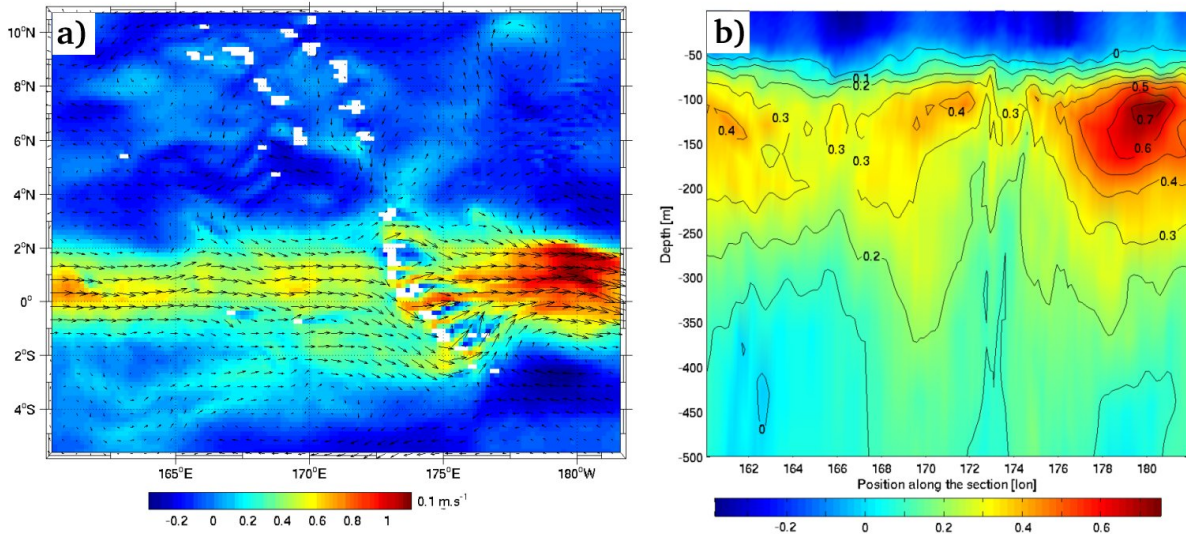 a)
10°N
8°N
6°N
4°N
2°N
0°
2°S
4°S
165°E 170°E 175°E 180°W
-0.2 0 0.2 0.4 0.6 0.8 1 0.1 m.s⁻¹
b)
-50
-100
-150
-200
-250
-300
-350
-400
-450
-500
Depth [m]
0
0.1
0.2
0.5
0.4
0.3
0.7
0.4
0.3
0.3
0.3
0.6
0.4
0.3
0.2
0
162 164 166 168 170 172 174 176 178 180
Position along the section [lon]
-0.2 0 0.2 0.4 0.6